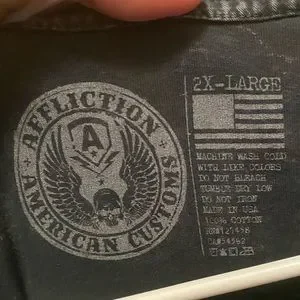 AFFLICTION
A
AMERICAN CUSTOMS
2X-LARGE
MACHINE WASH COLD
WITH LIKE COLORS
DO NOT BLEACH
TUMBLE DRY LOW
DO NOT IRON
MADE IN USA
100% COTTON